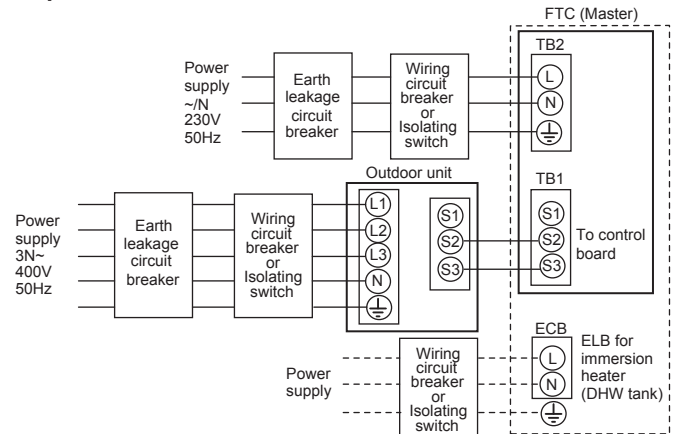 FTC (Master)
TB2
Power
supply
~/N
230V
50Hz
Earth
leakage
circuit
breaker
Wiring
circuit
breaker
or
Isolating
switch
L
N
Outdoor unit
TB1
Power
supply
3N~
400V
50Hz
Earth
leakage
circuit
breaker
Wiring
circuit
breaker
or
Isolating
switch
L1
L2
L3
N
S1
S2
S3
S1
S2
S3
To control
board
ECB
Power
supply
Wiring
circuit
breaker
or
Isolating
switch
L
N
ELB for
immersion
heater
(DHW tank)